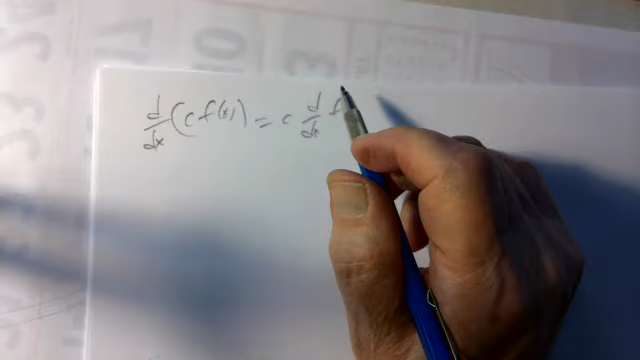 d/dx (c f(x) = c d/dx f